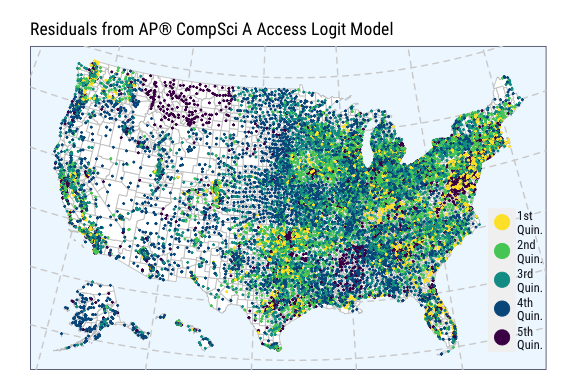 Residuals from AP® CompSci A Access Logit Model
1st
Quin.
2nd
Quin.
3rd
Quin.
4th
Quin.
5th
Quin.